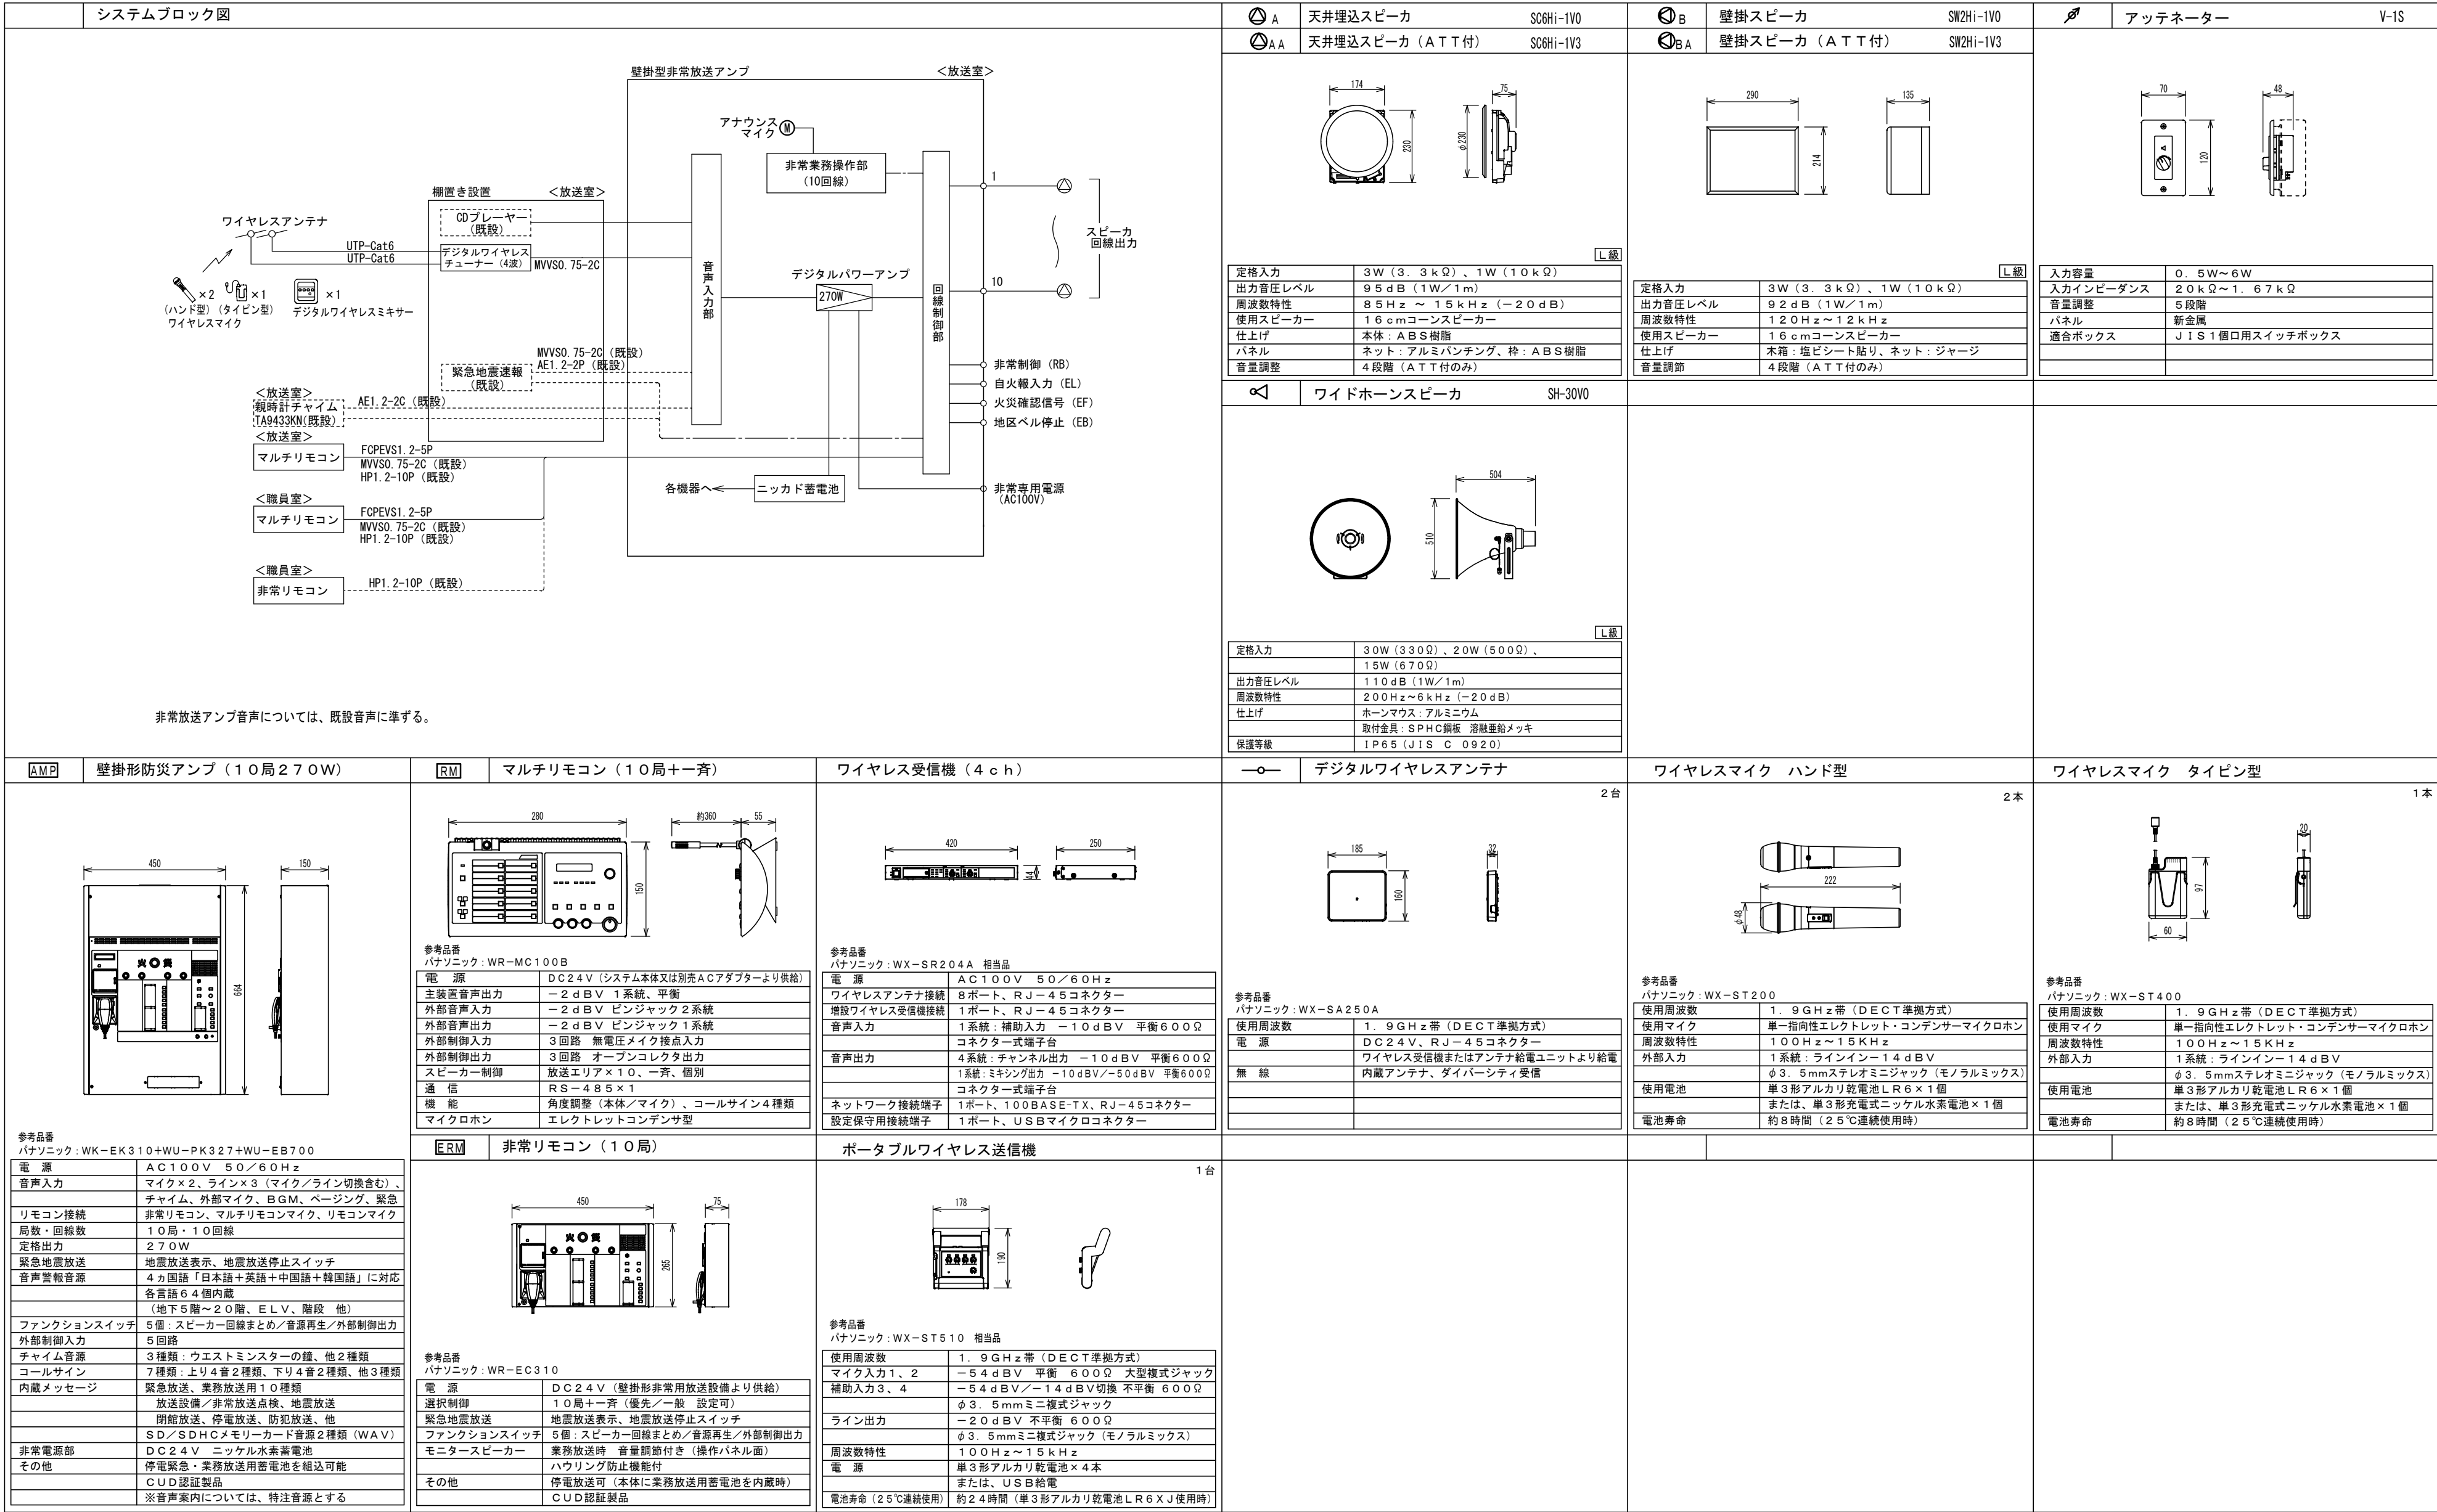 システムブロック図
壁掛型非常放送アンプ
＜放送室＞
アナウンス
マイク
M
非常業務操作部
(10回線)
棚置き設置
＜放送室＞
CDプレーヤー
(既設)
ワイヤレスアンテナ
UTP-Cat6
UTP-Cat6
デジタルワイヤレス
チューナー (4波)
MVVS0.75-2C
×2
×1
×1
(ハンド型)
(タイピン型)
ワイヤレスマイク
デジタルワイヤレスミキサー
音声入力部
デジタルパワーアンプ
270W
回線制御部
1
10
スピーカ
回線出力
MVVS0.75-2C (既設)
AE1.2-2P (既設)
緊急地震速報
(既設)
非常制御 (RB)
自火報入力 (EL)
火災確認信号 (EF)
地区ベル停止 (EB)
＜放送室＞
親時計チャイム
TA9433KN(既設)
AE1.2-2C (既設)
＜放送室＞
マルチリモコン
FCPEVS1.2-5P
MVVS0.75-2C (既設)
HP1.2-10P (既設)
各機器へ
ニッカド蓄電池
非常専用電源
(AC100V)
＜職員室＞
マルチリモコン
FCPEVS1.2-5P
MVVS0.75-2C (既設)
HP1.2-10P (既設)
＜職員室＞
非常リモコン
HP1.2-10P (既設)
非常放送アンプ音声については、既設音声に準ずる。
A 天井埋込スピーカ SC6Hi-1V0
AA 天井埋込スピーカ（ATT付） SC6Hi-1V3
174
75
230
φ230
L級
定格入力 3W（3．3kΩ）、1W（10kΩ）
出力音圧レベル 95dB（1W／1m）
周波数特性 85Hz ～ 15kHz（－20dB）
使用スピーカー 16cmコーンスピーカー
仕上げ 本体：ABS樹脂
パネル ネット：アルミパンチング、枠：ABS樹脂
音量調整 4段階（ATT付のみ）
B 壁掛スピーカ SW2Hi-1V0
BA 壁掛スピーカ（ATT付） SW2Hi-1V3
290
135
214
L級
定格入力 3W（3．3kΩ）、1W（10kΩ）
出力音圧レベル 92dB（1W／1m）
周波数特性 120Hz～12kHz
使用スピーカー 16cmコーンスピーカー
仕上げ 木箱：塩ビシート貼り、ネット：ジャージ
音量調節 4段階（ATT付のみ）
アッテネーター V-1S
70
48
120
入力容量 0．5W～6W
入力インピーダンス 20kΩ～1．67kΩ
音量調整 5段階
パネル 新金属
適合ボックス JIS1個口用スイッチボックス
ワイドホーンスピーカ SH-30V0
504
510
L級
定格入力 30W（330Ω）、20W（500Ω）、
15W（670Ω）
出力音圧レベル 110dB（1W／1m）
周波数特性 200Hz～6kHz（－20dB）
仕上げ ホーンマウス：アルミニウム
取付金具：SPHC鋼板 溶融亜鉛メッキ
保護等級 IP65（JIS C 0920）
AMP 壁掛形防災アンプ（10局270W）
450
150
664
火災
参考品番
パナソニック：WK－EK310＋WU－PK327＋WU－EB700
電 源 AC100V 50／60Hz
音声入力 マイク×2、ライン×3（マイク／ライン切換含む）、
チャイム、外部マイク、BGM、ページング、緊急
リモコン接続 非常リモコン、マルチリモコンマイク、リモコンマイク
局数・回線数 10局・10回線
定格出力 270W
緊急地震放送 地震放送表示、地震放送停止スイッチ
音声警報音源 4ヵ国語「日本語＋英語＋中国語＋韓国語」に対応
各言語64個内蔵
（地下5階～20階、ELV、階段 他）
ファンクションスイッチ 5個：スピーカー回線まとめ／音源再生／外部制御出力
外部制御入力 5回路
チャイム音源 3種類：ウエストミンスターの鐘、他2種類
コールサイン 7種類：上り4音2種類、下り4音2種類、他3種類
内蔵メッセージ 緊急放送、業務放送用10種類
放送設備／非常放送点検、地震放送
閉館放送、停電放送、防犯放送、他
SD／SDHCメモリーカード音源2種類（WAV）
非常電源部 DC24V ニッケル水素蓄電池
その他 停電緊急・業務放送用蓄電池を組込可能
CUD認証製品
※音声案内については、特注音源とする
RM マルチリモコン（10局＋一斉）
280
約360
55
150
参考品番
パナソニック：WR－MC100B
電 源 DC24V（システム本体又は別売ACアダプターより供給）
主装置音声出力 －2dBV 1系統、平衡
外部音声入力 －2dBV ピンジャック2系統
外部音声出力 －2dBV ピンジャック1系統
外部制御入力 3回路 無電圧メイク接点入力
外部制御出力 3回路 オープンコレクタ出力
スピーカー制御 放送エリア×10、一斉、個別
通 信 RS－485×1
機 能 角度調整（本体／マイク）、コールサイン4種類
マイクロホン エレクトレットコンデンサ型
ERM 非常リモコン（10局）
450
75
265
火災
参考品番
パナソニック：WR－EC310
電 源 DC24V（壁掛形非常用放送設備より供給）
選択制御 10局＋一斉（優先／一般 設定可）
緊急地震放送 地震放送表示、地震放送停止スイッチ
ファンクションスイッチ 5個：スピーカー回線まとめ／音源再生／外部制御出力
モニタースピーカー 業務放送時 音量調節付き（操作パネル面）
ハウリング防止機能付
その他 停電放送可（本体に業務放送用蓄電池を内蔵時）
CUD認証製品
ワイヤレス受信機（4ch）
420
250
44
参考品番
パナソニック：WX－SR204A 相当品
電 源 AC100V 50／60Hz
ワイヤレスアンテナ接続 8ポート、RJ－45コネクター
増設ワイヤレス受信機接続 1ポート、RJ－45コネクター
音声入力 1系統：補助入力 －10dBV 平衡600Ω
コネクター式端子台
音声出力 4系統：チャンネル出力 －10dBV 平衡600Ω
1系統：ミキシング出力 －10dBV／－50dBV 平衡600Ω
コネクター式端子台
ネットワーク接続端子 1ポート、100BASE-TX、RJ－45コネクター
設定保守用接続端子 1ポート、USBマイクロコネクター
ポータブルワイヤレス送信機
1台
178
190
参考品番
パナソニック：WX－ST510 相当品
使用周波数 1．9GHz帯（DECT準拠方式）
マイク入力1、2 －54dBV 平衡 600Ω 大型複式ジャック
補助入力3、4 －54dBV／－14dBV切換 不平衡 600Ω
φ3．5mmミニ複式ジャック
ライン出力 －20dBV 不平衡 600Ω
φ3．5mmミニ複式ジャック（モノラルミックス）
周波数特性 100Hz～15kHz
電 源 単3形アルカリ乾電池×4本
または、USB給電
電池寿命（25℃連続使用） 約24時間（単3形アルカリ乾電池LR6XJ使用時）
デジタルワイヤレスアンテナ
2台
185
32
160
参考品番
パナソニック：WX－SA250A
使用周波数 1．9GHz帯（DECT準拠方式）
電 源 DC24V、RJ－45コネクター
ワイヤレス受信機またはアンテナ給電ユニットより給電
無 線 内蔵アンテナ、ダイバーシティ受信
ワイヤレスマイク ハンド型
2本
222
φ48
参考品番
パナソニック：WX－ST200
使用周波数 1．9GHz帯（DECT準拠方式）
使用マイク 単一指向性エレクトレット・コンデンサーマイクロホン
周波数特性 100Hz～15KHz
外部入力 1系統：ラインイン－14dBV
φ3．5mmステレオミニジャック（モノラルミックス）
使用電池 単3形アルカリ乾電池LR6×1個
または、単3形充電式ニッケル水素電池×1個
電池寿命 約8時間（25℃連続使用時）
ワイヤレスマイク タイピン型
1本
20
97
60
参考品番
パナソニック：WX－ST400
使用周波数 1．9GHz帯（DECT準拠方式）
使用マイク 単一指向性エレクトレット・コンデンサーマイクロホン
周波数特性 100Hz～15KHz
外部入力 1系統：ラインイン－14dBV
φ3．5mmステレオミニジャック（モノラルミックス）
使用電池 単3形アルカリ乾電池LR6×1個
または、単3形充電式ニッケル水素電池×1個
電池寿命 約8時間（25℃連続使用時）